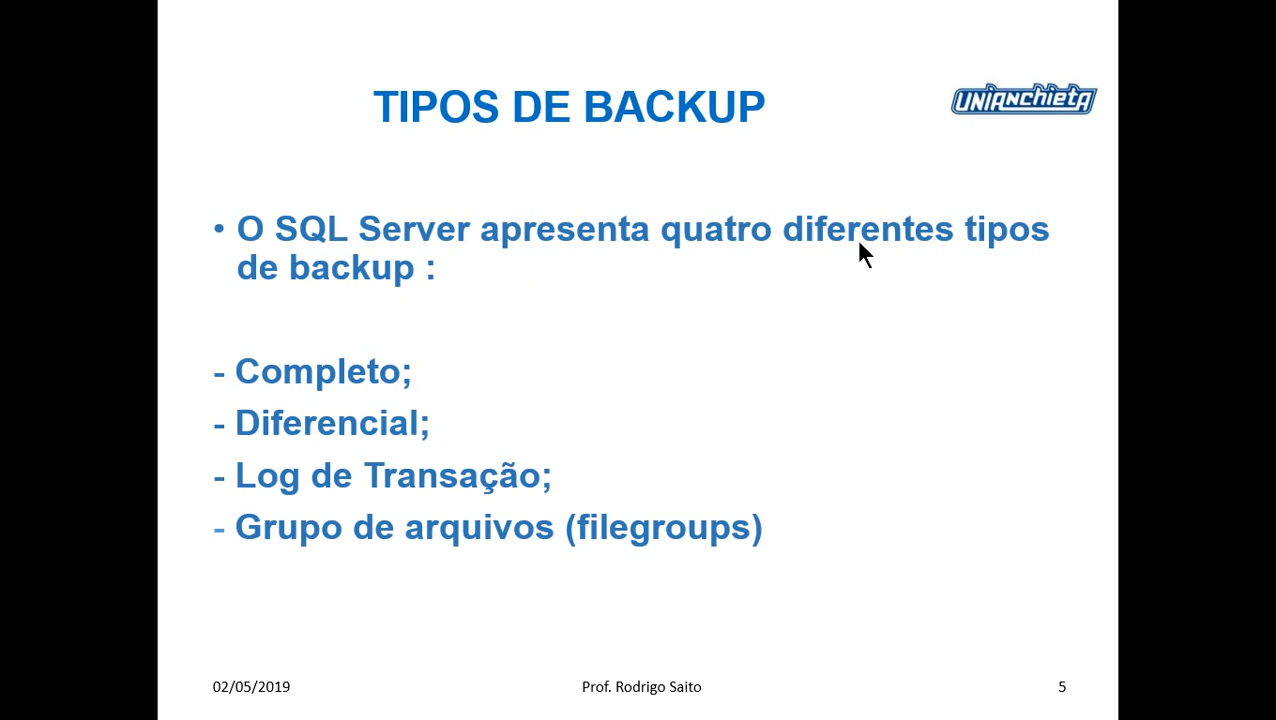 TIPOS DE BACKUP
UNIANCHIETA
• O SQL Server apresenta quatro diferentes tipos
de backup :
- Completo;
- Diferencial;
- Log de Transação;
- Grupo de arquivos (filegroups)
02/05/2019
Prof. Rodrigo Saito
5